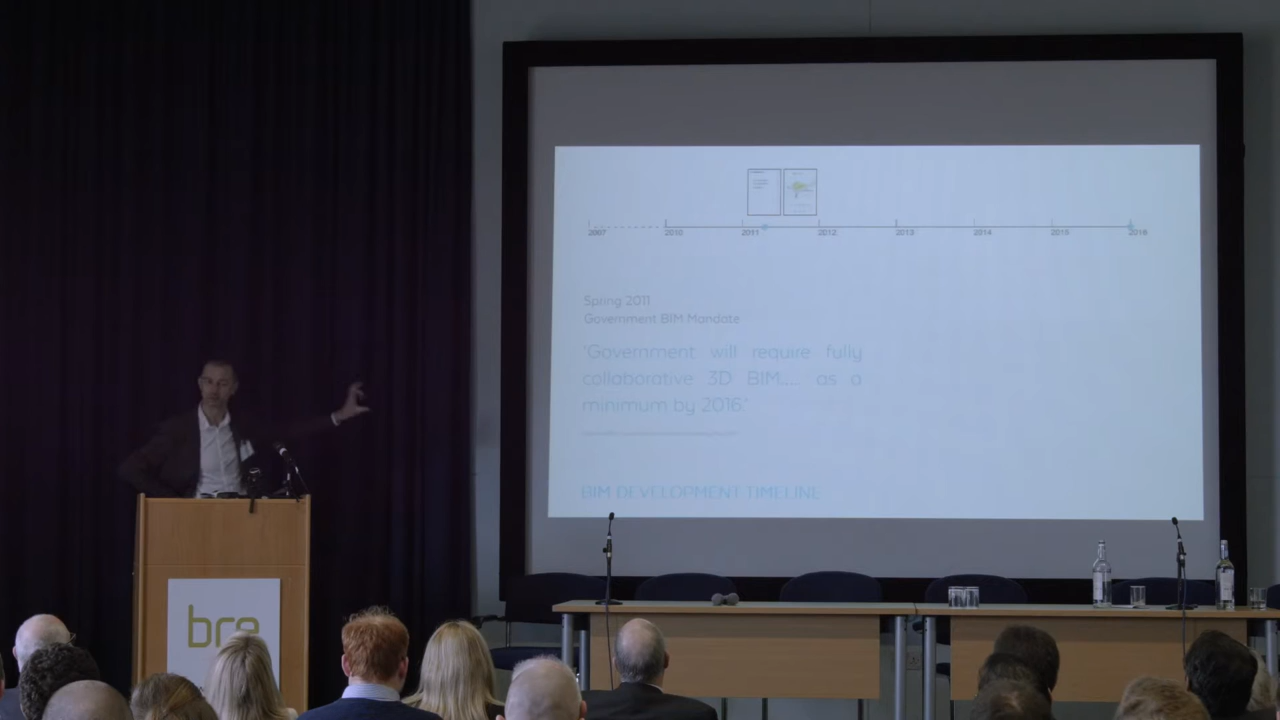 2007 2010 2011 2012 2013 2014 2015 2016
Spring 2011
Government BIM Mandate
'Government will require fully
collaborative 3D BIM.... as a
minimum by 2016'
BIM DEVELOPMENT TIMELINE
bre